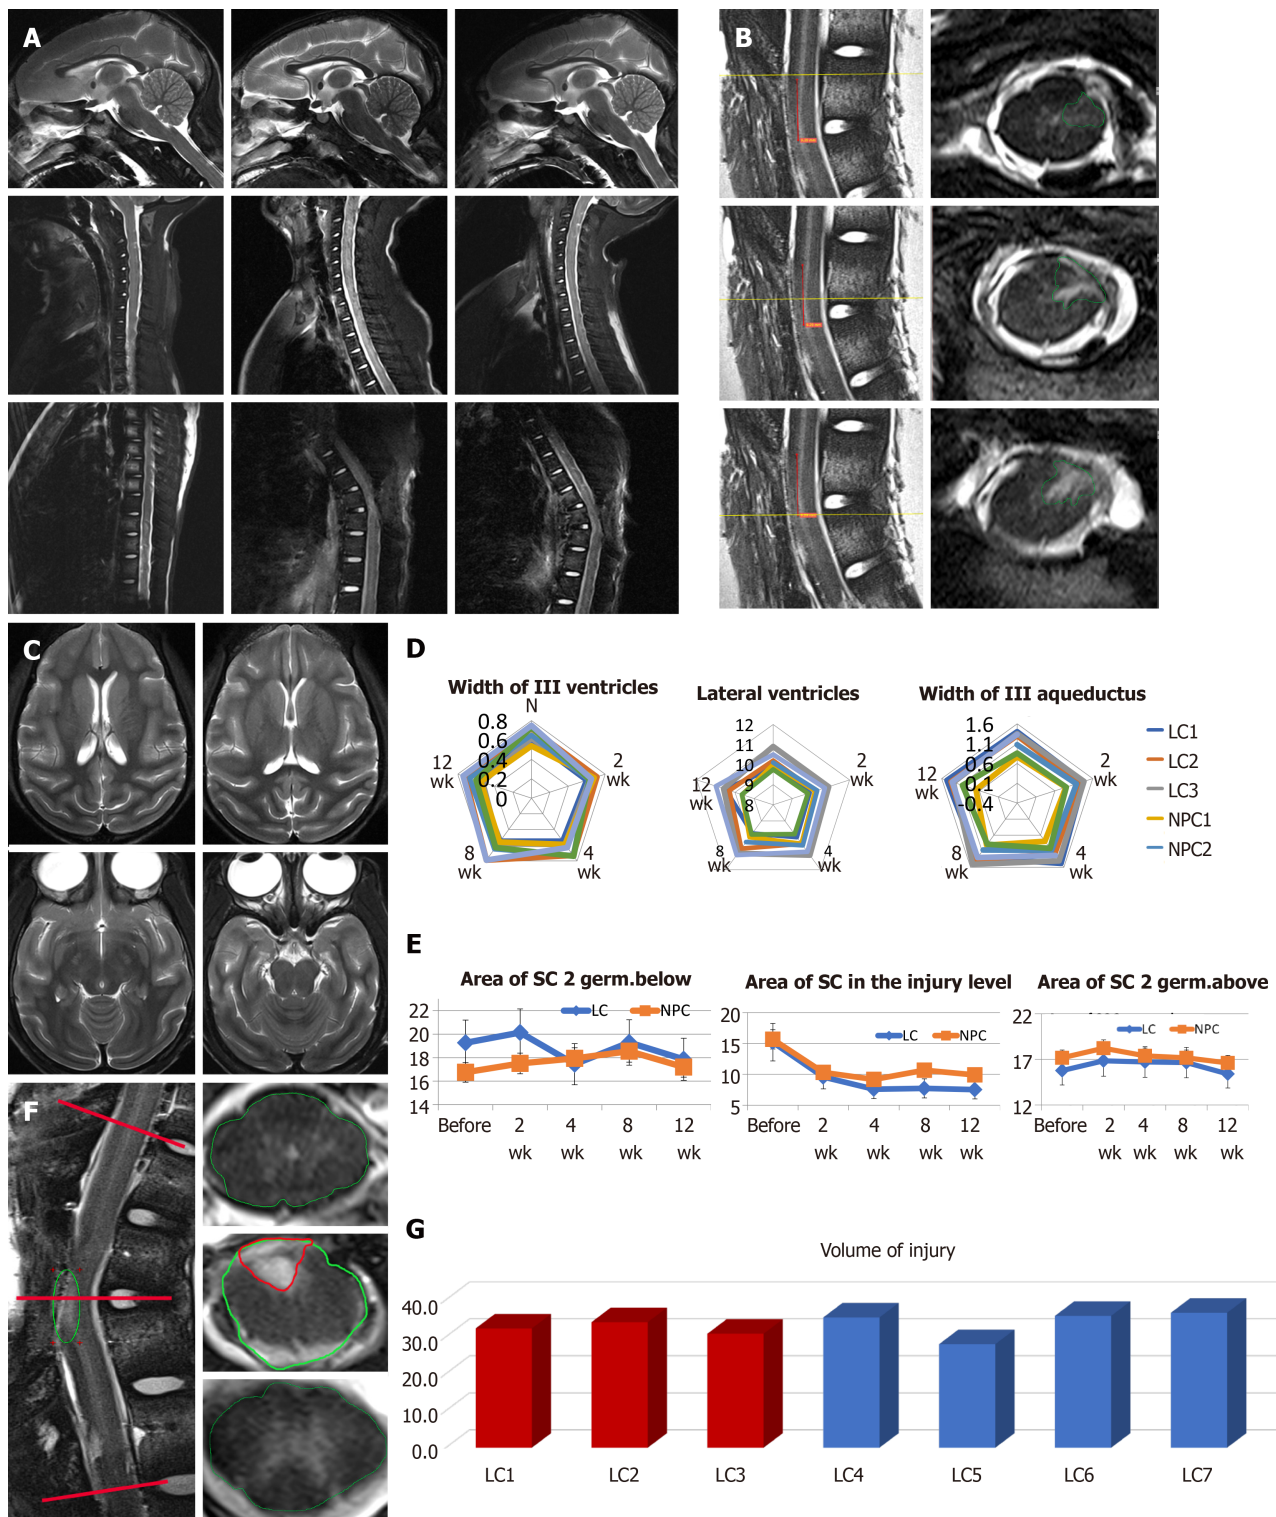 A
B
C
D
Width of III ventricles
N
0.8
0.6
0.4
0.2
0
2
wk
4
wk
8
wk
12
wk
Lateral ventricles
12
11
10
9
8
2
wk
4
wk
8
wk
12
wk
Width of III aqueductus
1.6
1.1
0.6
0.1
-0.4
2
wk
4
wk
8
wk
12
wk
LC1
LC2
LC3
NPC1
NPC2
E
Area of SC 2 germ.below
LC NPC
22
20
18
16
14
Before 2 4 8 12
wk wk wk wk
Area of SC in the injury level
LC NPC
20
15
10
5
Before 2 4 8 12
wk wk wk wk
Area of SC 2 germ.above
LC NPC
22
17
12
Before 2 4 8 12
wk wk wk wk
F
G
Volume of injury
40.0
30.0
20.0
10.0
0.0
LC1 LC2 LC3 LC4 LC5 LC6 LC7